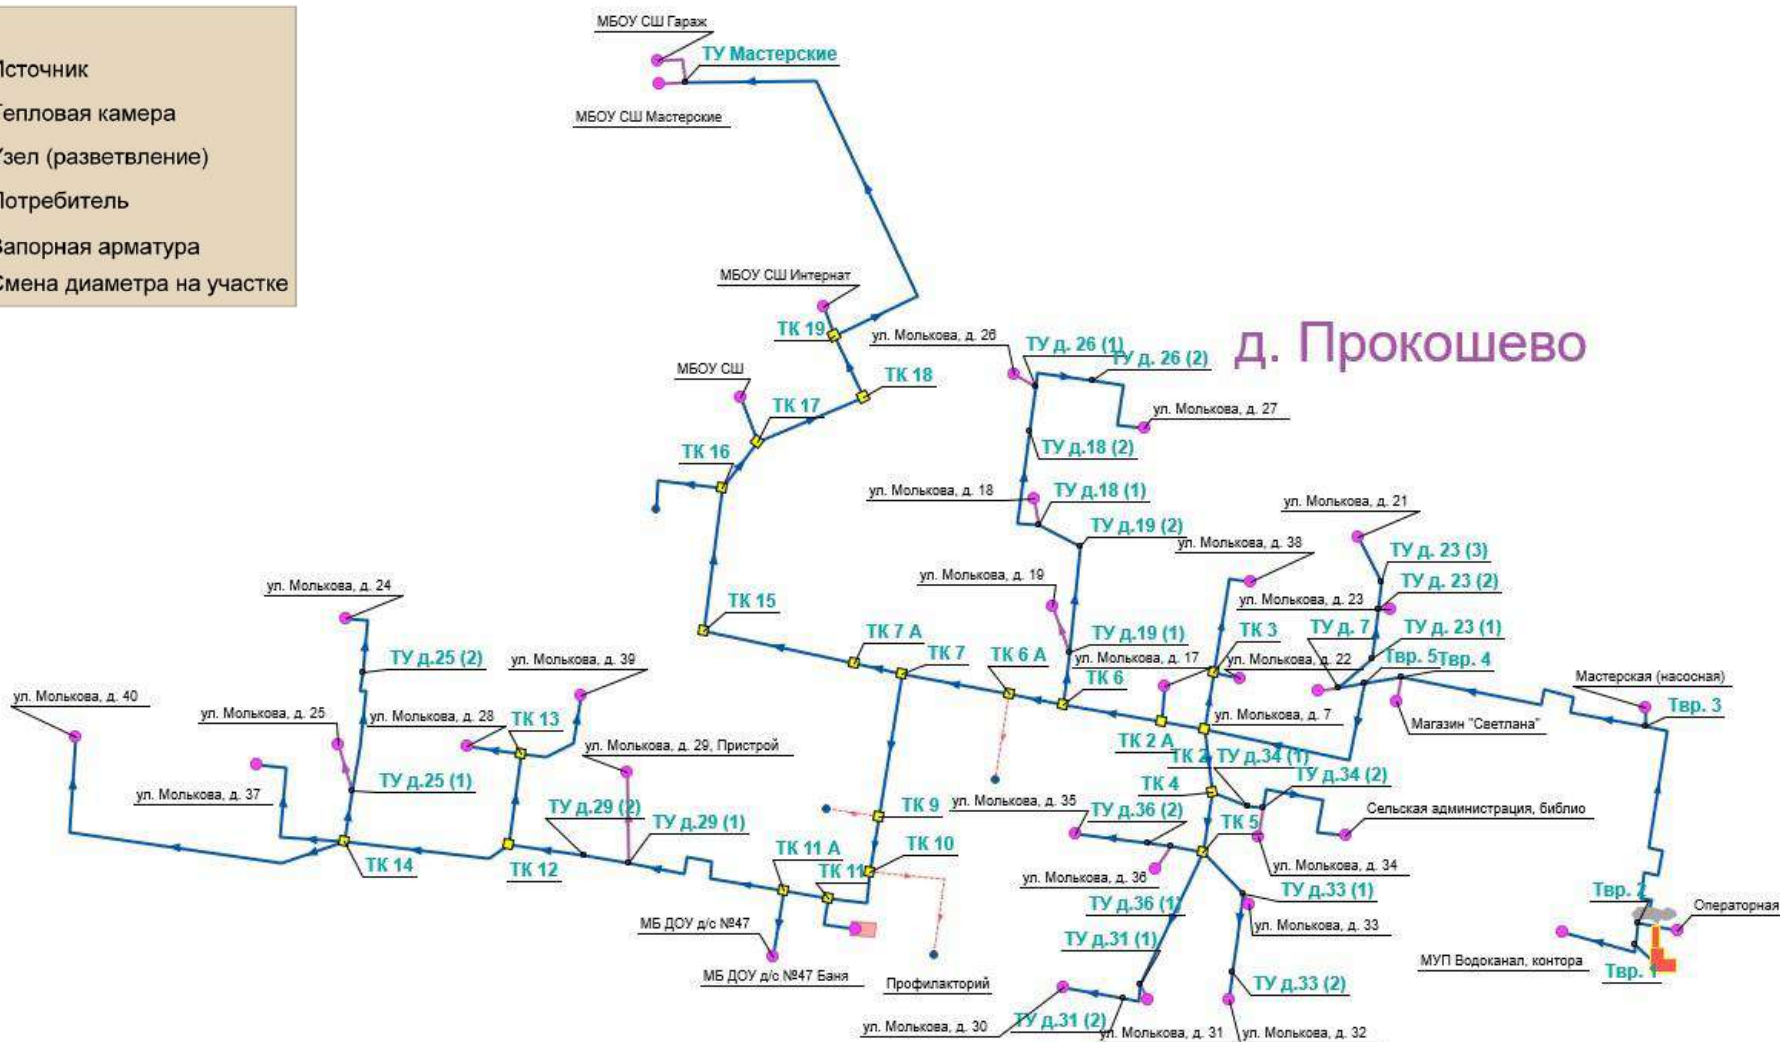 Источник
Тепловая камера
Узел (разветвление)
Потребитель
Запорная арматура
Смена диаметра на участке
МБОУ СШ Гараж
ТУ Мастерские
МБОУ СШ Мастерские
МБОУ СШ Интернат
ТК 19
ТК 18
МБОУ СШ
ТК 17
ТК 16
д. Прокошево
ул. Молькова, д. 26
ТУ д. 26 (1)
ТУ д. 26 (2)
ул. Молькова, д. 27
ТУ д.18 (2)
ул. Молькова, д. 18
ТУ д.18 (1)
ТУ д.19 (2)
ул. Молькова, д. 21
ул. Молькова, д. 38
ТУ д. 23 (3)
ТУ д. 23 (2)
ул. Молькова, д. 19
ул. Молькова, д. 23
ул. Молькова, д. 24
ТК 15
ТК 7 А
ТК 7
ТК 6 А
ТУ д.19 (1)
ТК 3
ТУ д. 7
ТУ д. 23 (1)
ул. Молькова, д. 17
ул. Молькова, д. 22
Твр. 5
Твр. 4
ТК 6
ТУ д.25 (2)
ул. Молькова, д. 39
ул. Молькова, д. 40
ул. Молькова, д. 25
ул. Молькова, д. 28
ТК 13
Мастерская (насосная)
Твр. 3
Магазин "Светлана"
ул. Молькова, д. 7
ТК 2 А
ТК 2
ТУ д.34 (1)
ул. Молькова, д. 29, Пристрой
ТУ д.25 (1)
ул. Молькова, д. 37
ТУ д.34 (2)
ТК 4
ул. Молькова, д. 35
ТУ д.36 (2)
Сельская администрация, библио
ТУ д.29 (2)
ТУ д.29 (1)
ТК 9
ТК 5
ТК 14
ТК 12
ТК 11 А
ТК 11
ТК 10
ул. Молькова, д. 36
ул. Молькова, д. 34
ТУ д.36 (1)
ТУ д.33 (1)
Твр. 2
Операторная
МБ ДОУ д/с №47
ул. Молькова, д. 33
ТУ д.31 (1)
МУП Водоканал, контора
Твр. 1
МБ ДОУ д/с №47 Баня
Профилакторий
ТУ д.33 (2)
ул. Молькова, д. 30
ТУ д.31 (2)
ул. Молькова, д. 31
ул. Молькова, д. 32